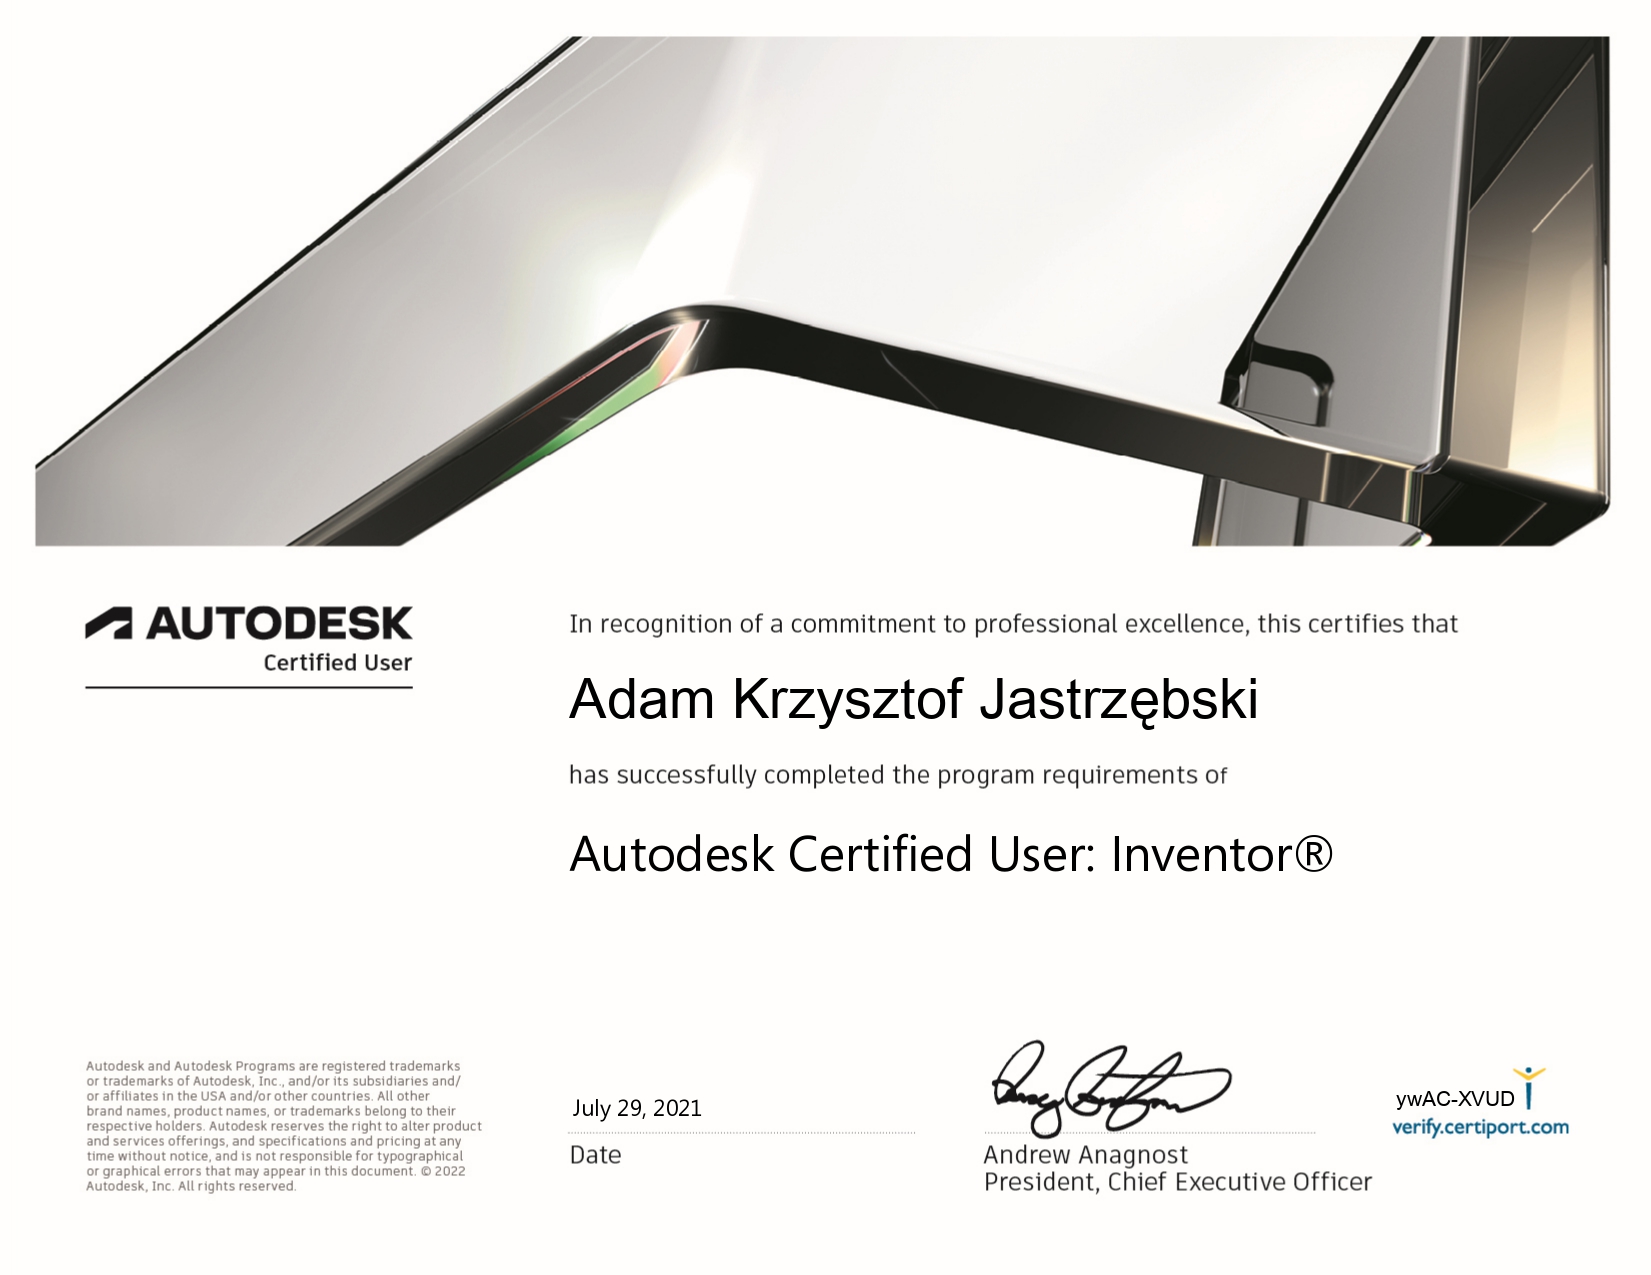 AUTODESK
Certified User
In recognition of a commitment to professional excellence, this certifies that
Adam Krzysztof Jastrzębski
has successfully completed the program requirements of
Autodesk Certified User: Inventor®
Autodesk and Autodesk Programs are registered trademarks
or trademarks of Autodesk, Inc., and/or its subsidiaries and/
or affiliates in the USA and/or other countries. All other
brand names, product names, or trademarks belong to their
respective holders. Autodesk reserves the right to alter product
and services offerings, and specifications and pricing at any
time without notice, and is not responsible for typographical
or graphical errors that may appear in this document. © 2022
Autodesk, Inc. All rights reserved.
July 29, 2021
Date
Andrew Anagnost
President, Chief Executive Officer
ywAC-XVUD
verify.certiport.com